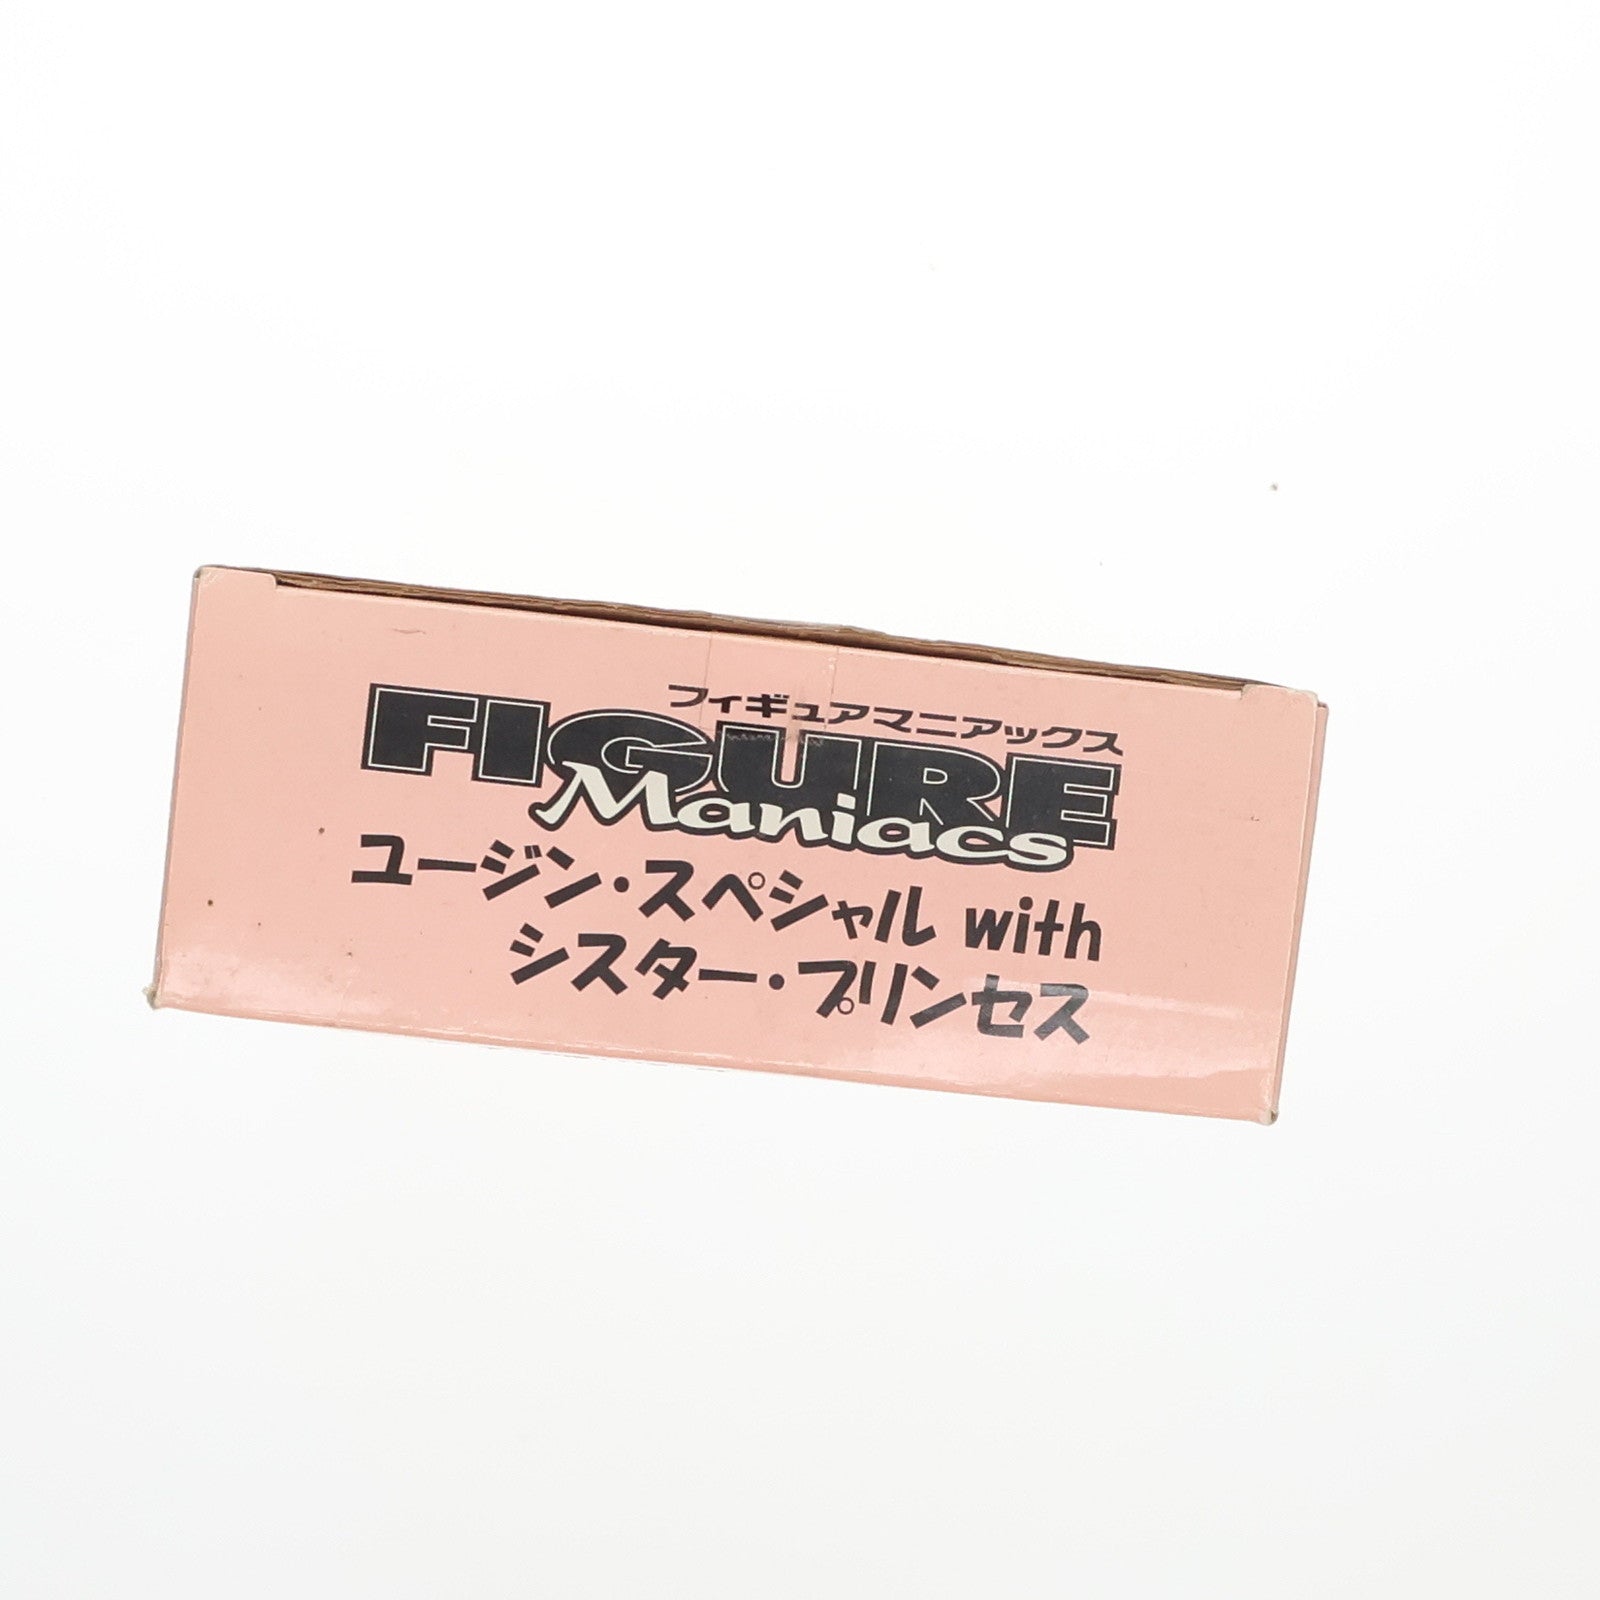 フィギュアマニアックス
FIGURE
Maniacs
ユージン・スペシャル with
シスター・プリンセス